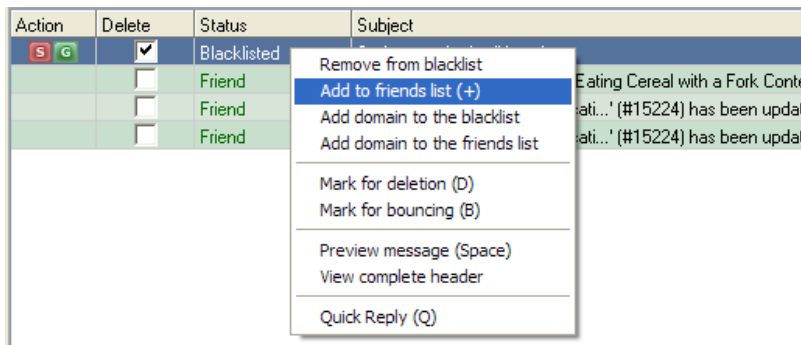 Action Delete Status Subject
S G Blacklisted
Remove from blacklist
Friend Add to friends list (+) Eating Cereal with a Fork Conte
Friend Add domain to the blacklist ati...' (#15224) has been updat
Friend Add domain to the friends list ati...' (#15224) has been updat
Mark for deletion (D)
Mark for bouncing (B)
Preview message (Space)
View complete header
Quick Reply (Q)